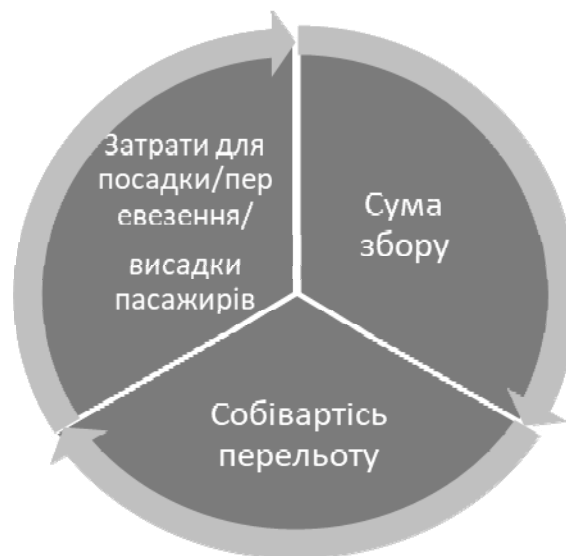 Затрати для
посадки/пер
евезення/
висадки
пасажирів
Сума
збору
Собівартісь
перельоту